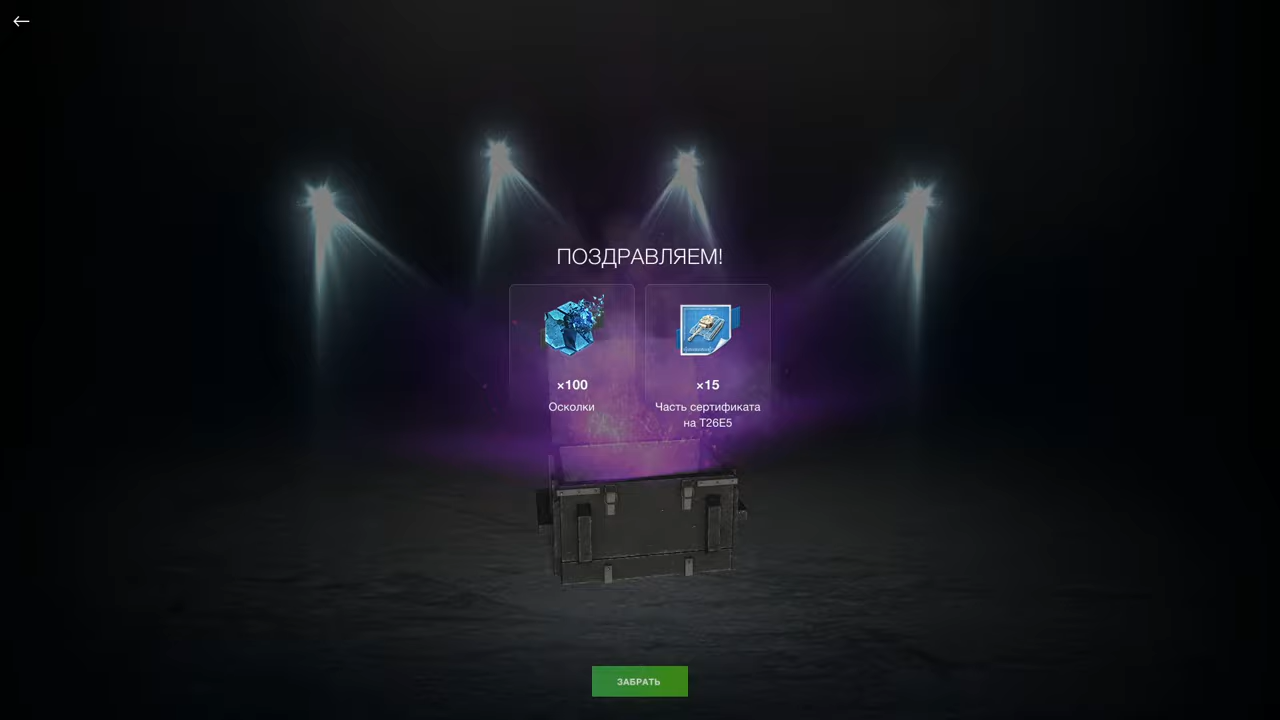 ПОЗДРАВЛЯЕМ!
×100
Осколки
×15
Часть сертификата
на T26E5
ЗАБРАТЬ